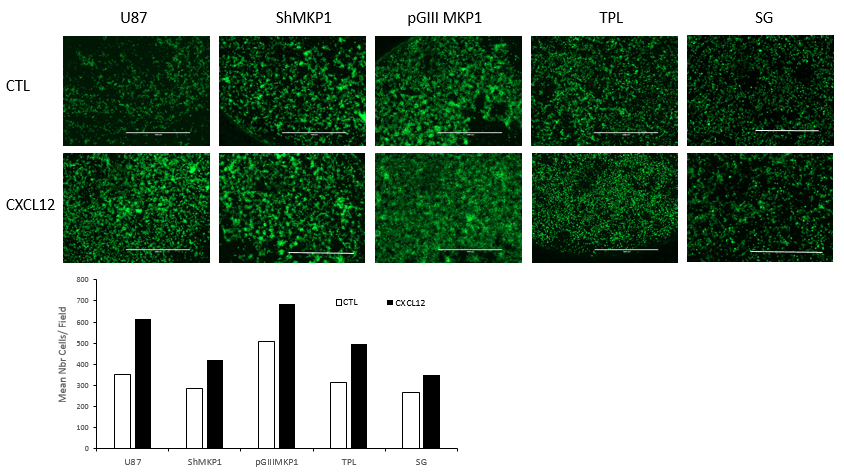 U87 ShMKP1 pGIII MKP1 TPL SG
CTL
CXCL12
800
700
600
500
400
300
200
100
0
Mean Nbr Cells/ Field
CTL CXCL12
U87 ShMKP1 pGIIIMKP1 TPL SG